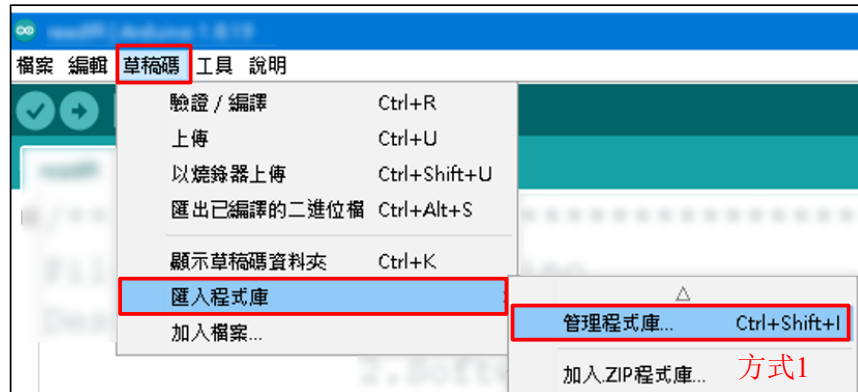 檔案 編輯 草稿碼 工具 說明
驗證 / 編譯 Ctrl+R
上傳 Ctrl+U
以燒錄器上傳 Ctrl+Shift+U
匯出已編譯的二進位檔 Ctrl+Alt+S
顯示草稿碼資料夾 Ctrl+K
匯入程式庫
加入檔案...
管理程式庫... Ctrl+Shift+I
加入.ZIP程式庫... 方式1